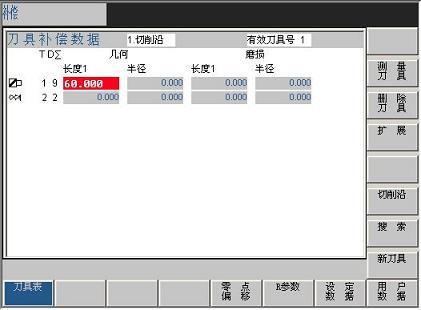 补偿
刀具补偿数据 1.切削沿 有效刀具号 1
T D∑ 几何 磨损
长度1 半径 长度1 半径
1 9 60.000 0.000 0.000 0.000
2 2 0.000 0.000 0.000 0.000
测 量
刀 具
删 除
刀 具
扩 展
切削沿
搜 索
新刀具
刀具表
零 点
偏 移
R参数
设 定
数 据
用 户
数 据